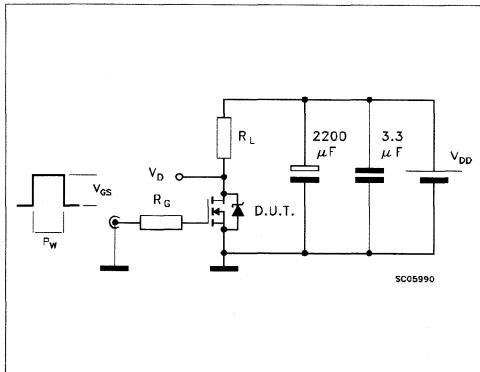 R_L
2200 μF
3.3 μF
V_DD
V_D
V_GS
R_G
D.U.T.
P_W
SC05990